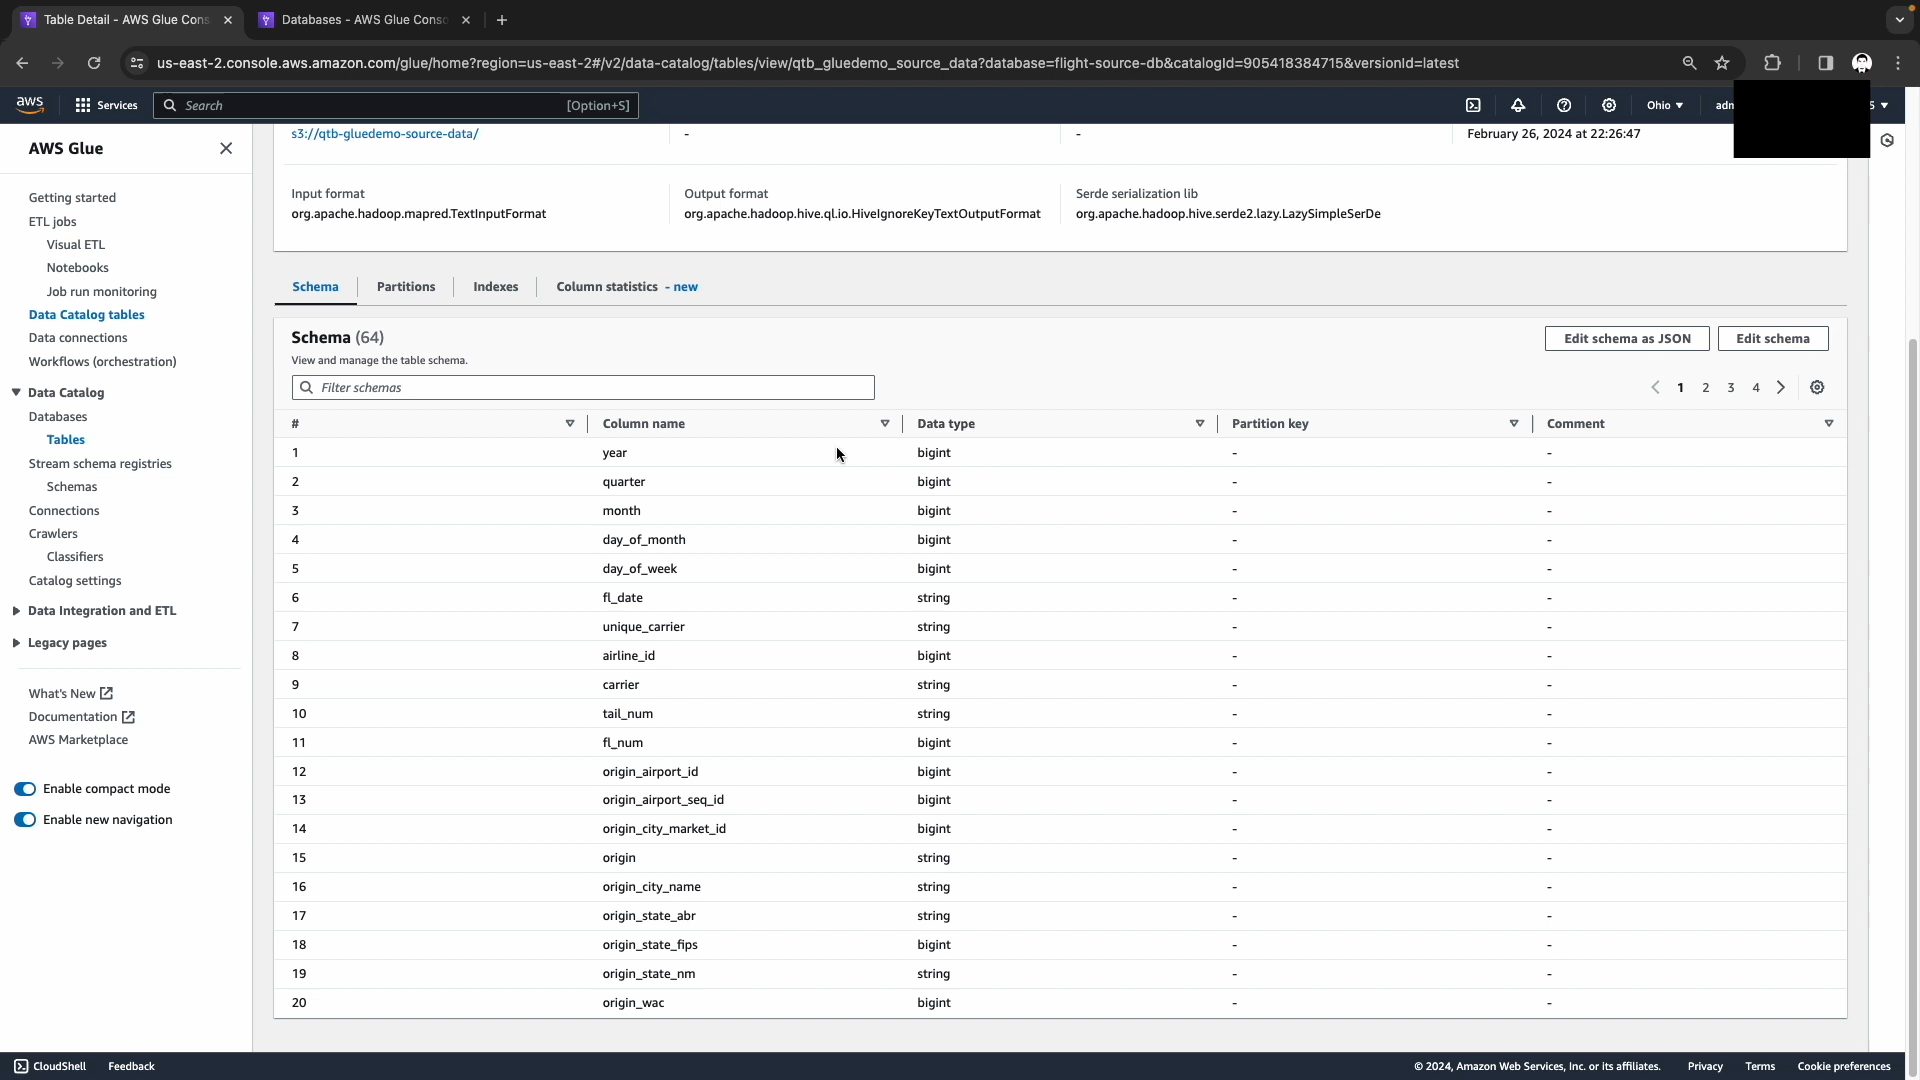 Table Detail - AWS Glue Cons
Databases - AWS Glue Conso
us-east-2.console.aws.amazon.com/glue/home?region=us-east-2#/v2/data-catalog/tables/view/qtb_gluedemo_source_data?database=flight-source-db&catalogId=905418384715&versionId=latest
aws Services Search [Option+S] Ohio S
AWS Glue
Getting started
ETL jobs
Visual ETL
Notebooks
Job run monitoring
Data Catalog tables
Data connections
Workflows (orchestration)
Data Catalog
Databases
Tables
Stream schema registries
Schemas
Connections
Crawlers
Classifiers
Catalog settings
Data Integration and ETL
Legacy pages
What's New
Documentation
AWS Marketplace
Enable compact mode
Enable new navigation
s3://qtb-gluedemo-source-data/ - - February 26, 2024 at 22:26:47
Input format Output format Serde serialization lib
org.apache.hadoop.mapred.TextInputFormat org.apache.hadoop.hive.ql.io.HiveIgnoreKeyTextOutputFormat org.apache.hadoop.hive.serde2.lazy.LazySimpleSerDe
Schema Partitions Indexes Column statistics - new
Schema (64) Edit schema as JSON Edit schema
View and manage the table schema.
Filter schemas 1 2 3 4
# Column name Data type Partition key Comment
1 year bigint - -
2 quarter bigint - -
3 month bigint - -
4 day_of_month bigint - -
5 day_of_week bigint - -
6 fl_date string - -
7 unique_carrier string - -
8 airline_id bigint - -
9 carrier string - -
10 tail_num string - -
11 fl_num bigint - -
12 origin_airport_id bigint - -
13 origin_airport_seq_id bigint - -
14 origin_city_market_id bigint - -
15 origin string - -
16 origin_city_name string - -
17 origin_state_abr string - -
18 origin_state_fips bigint - -
19 origin_state_nm string - -
20 origin_wac bigint - -
CloudShell Feedback © 2024, Amazon Web Services, Inc. or its affiliates. Privacy Terms Cookie preferences